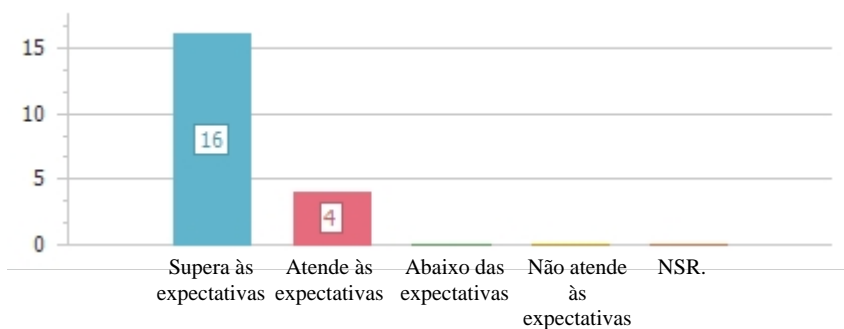 15
16
10
5
4
0
Supera às expectativas
Atende às expectativas
Abaixo das expectativas
Não atende às expectativas
NSR.